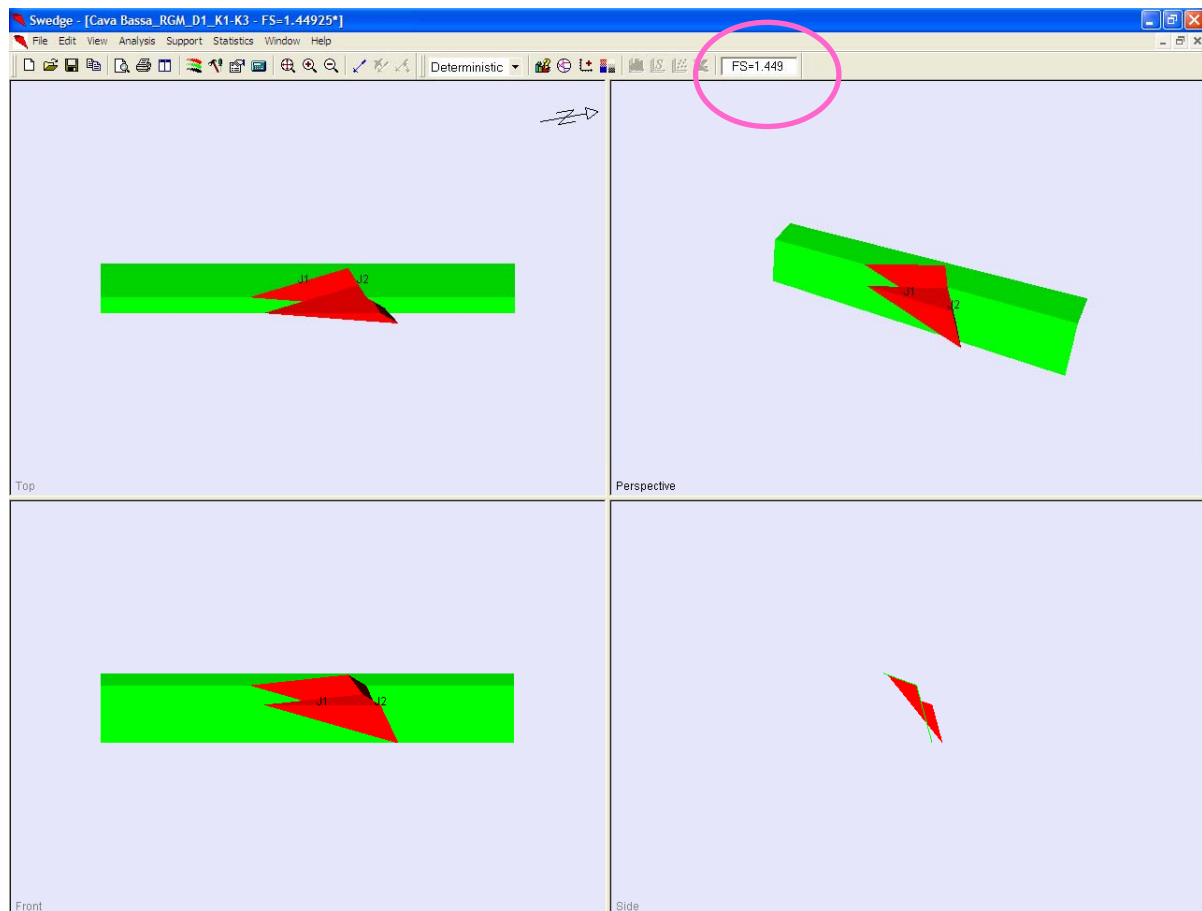 Swedge - [Cava Bassa_RGM_D1_K1-K3 - FS=1.44925*]
File Edit View Analysis Support Statistics Window Help
Deterministic FS=1.449
J1 J2
Top
J1
J2
Perspective
J1 J2
Front
Side